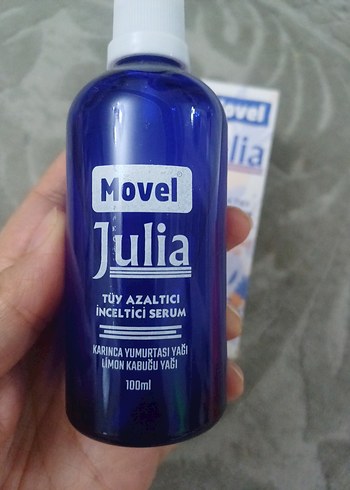 Movel
Julia
TÜY AZALTICI
İNCELTİCİ SERUM
KARINCA YUMURTASI YAĞI
LİMON KABUĞU YAĞI
100ml
Movel
Julia